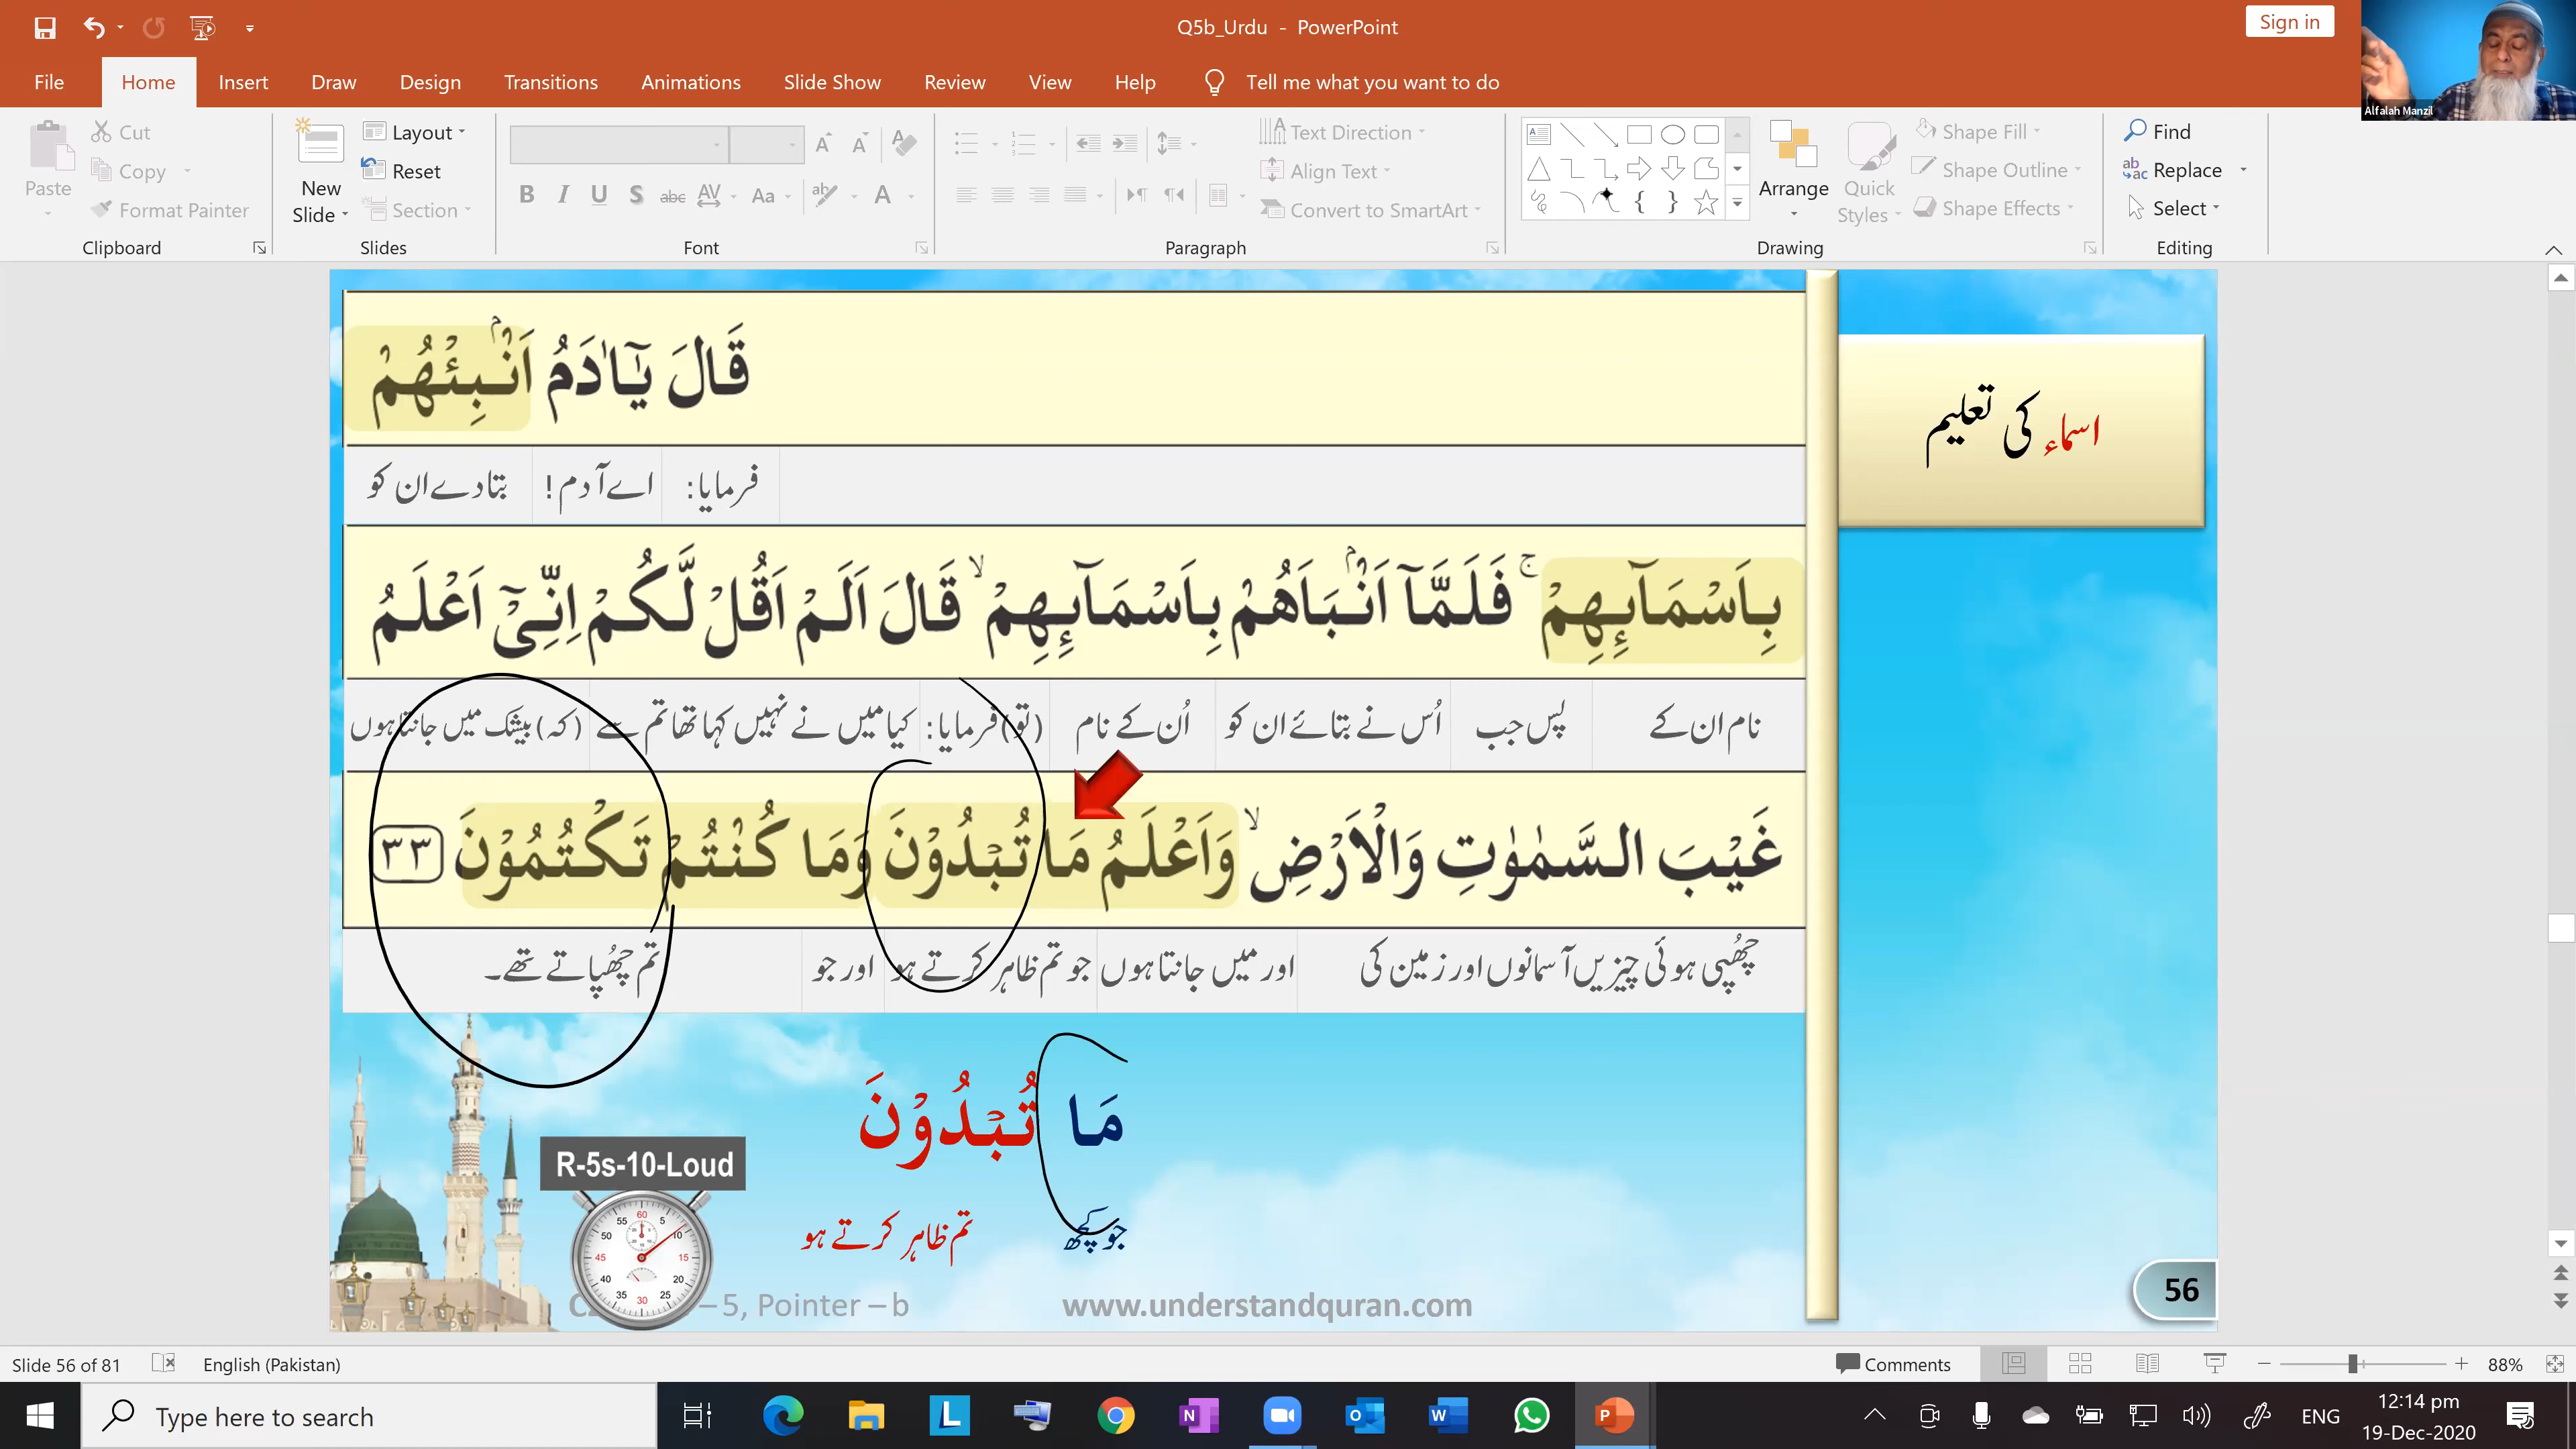 Q5b_Urdu - PowerPoint
Sign in
Alfalah Manzil
File Home Insert Draw Design Transitions Animations Slide Show Review View Help Tell me what you want to do
Paste
Cut
Copy
Format Painter
Clipboard
New Slide
Layout
Reset
Section
Slides
Font
Text Direction
Align Text
Convert to SmartArt
Paragraph
Arrange
Quick Styles
Shape Fill
Shape Outline
Shape Effects
Drawing
Find
Replace
Select
Editing
اسماء کی تعلیم
قَالَ يٰٓاٰدَمُ اَنْۢبِئْهُمْ
فرمایا: اے آدم! بتادے ان کو
بِاَسْمَآئِهِمْ ۚ فَلَمَّآ اَنْۢبَاَهُمْ بِاَسْمَآئِهِمْ ۙ قَالَ اَلَمْ اَقُلْ لَّكُمْ اِنِّيْٓ اَعْلَمُ
نام ان کے پس جب اُس نے بتائے ان کو اُن کے نام (تو) فرمایا: کیا میں نے نہیں کہا تھا تم سے (کہ) بیشک میں جانتا ہوں
غَيْبَ السَّمٰوٰتِ وَالْاَرْضِ ۙ وَاَعْلَمُ مَا تُبْدُوْنَ وَمَا كُنْتُمْ تَكْتُمُوْنَ ٣٣
چُھپی ہوئی چیزیں آسمانوں اور زمین کی اور میں جانتا ہوں جو تم ظاہر کرتے ہو اور جو تم چُھپاتے تھے۔
مَا تُبْدُوْنَ
جو کچھ تم ظاہر کرتے ہو
R-5s-10-Loud
– 5, Pointer – b
www.understandquran.com
56
Slide 56 of 81 English (Pakistan) Comments 88%
Type here to search
ENG
12:14 pm
19-Dec-2020